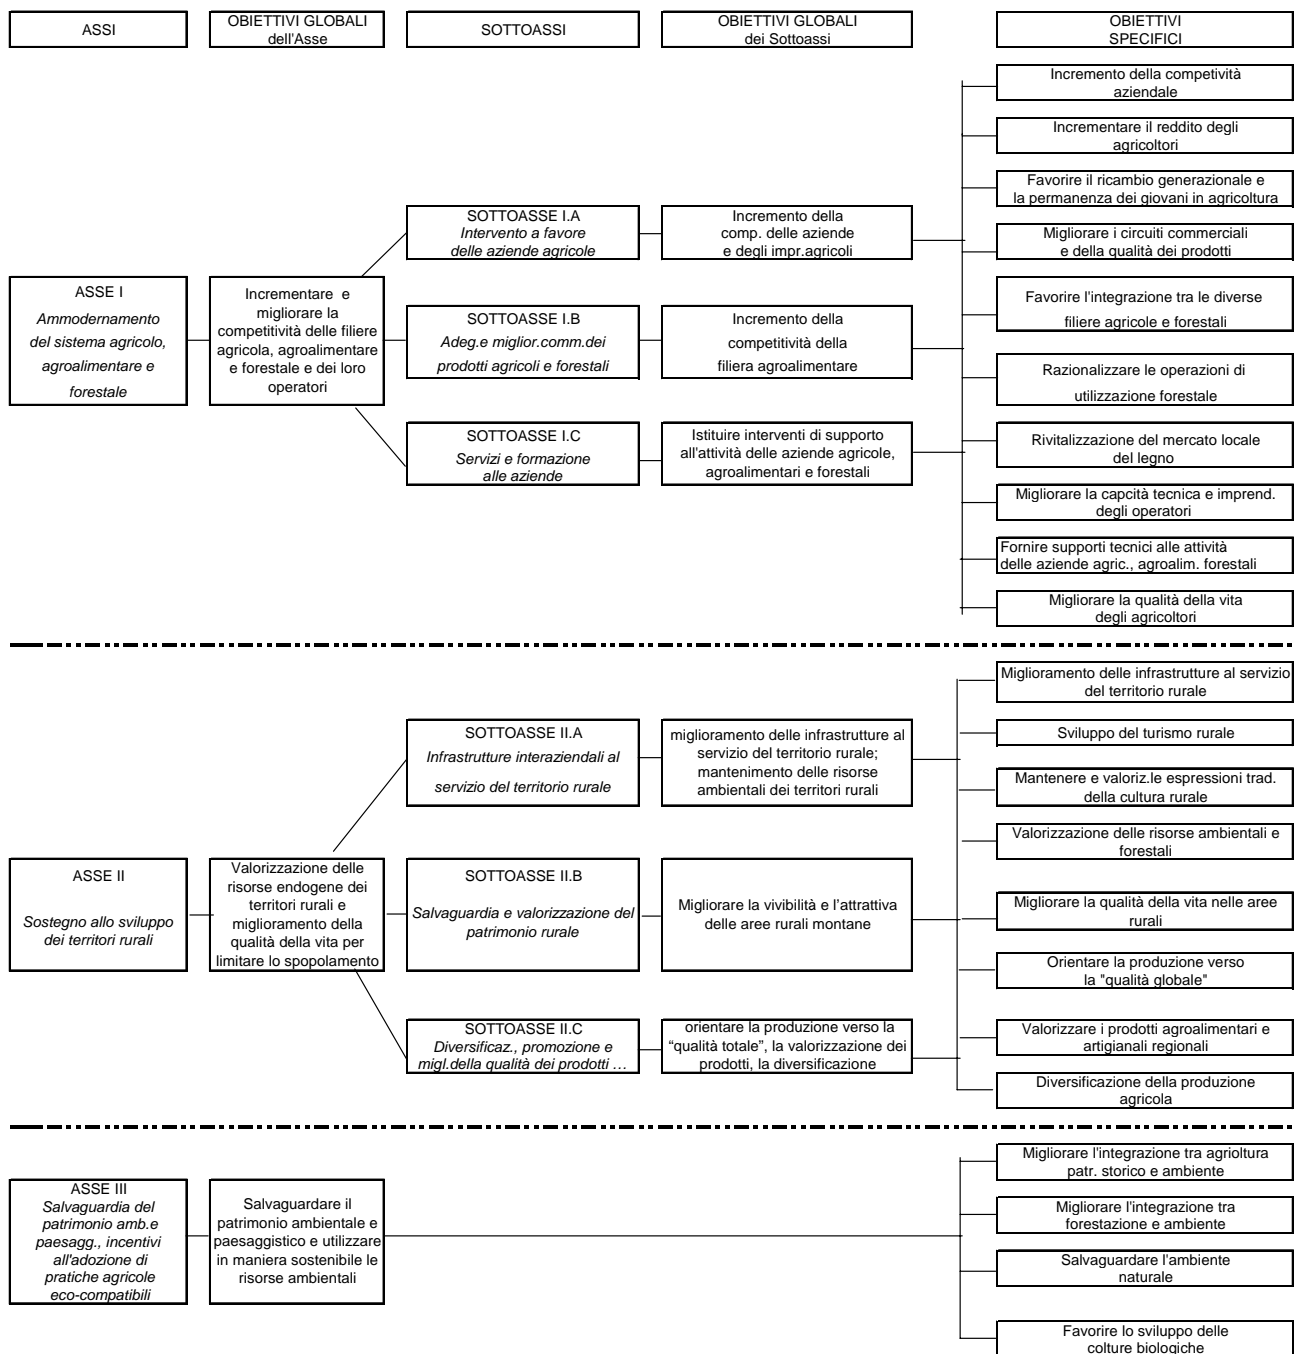 ASSI
OBIETTIVI GLOBALI
dell'Asse
SOTTOASSI
OBIETTIVI GLOBALI
dei Sottoassi
OBIETTIVI
SPECIFICI
ASSE I
Ammodernamento
del sistema agricolo,
agroalimentare e
forestale
Incrementare e
migliorare la
competitività delle filiere
agricola, agroalimentare
e forestale e dei loro
operatori
SOTTOASSE I.A
Intervento a favore
delle aziende agricole
Incremento della
comp. delle aziende
e degli impr.agricoli
SOTTOASSE I.B
Adeg.e miglior.comm.dei
prodotti agricoli e forestali
Incremento della
competitività della
filiera agroalimentare
SOTTOASSE I.C
Servizi e formazione
alle aziende
Istituire interventi di supporto
all'attività delle aziende agricole,
agroalimentari e forestali
Incremento della competività
aziendale
Incrementare il reddito degli
agricoltori
Favorire il ricambio generazionale e
la permanenza dei giovani in agricoltura
Migliorare i circuiti commerciali
e della qualità dei prodotti
Favorire l'integrazione tra le diverse
filiere agricole e forestali
Razionalizzare le operazioni di
utilizzazione forestale
Rivitalizzazione del mercato locale
del legno
Migliorare la capcità tecnica e imprend.
degli operatori
Fornire supporti tecnici alle attività
delle aziende agric., agroalim. forestali
Migliorare la qualità della vita
degli agricoltori
ASSE II
Sostegno allo sviluppo
dei territori rurali
Valorizzazione delle
risorse endogene dei
territori rurali e
miglioramento della
qualità della vita per
limitare lo spopolamento
SOTTOASSE II.A
Infrastrutture interaziendali al
servizio del territorio rurale
miglioramento delle infrastrutture al
servizio del territorio rurale;
mantenimento delle risorse
ambientali dei territori rurali
SOTTOASSE II.B
Salvaguardia e valorizzazione del
patrimonio rurale
Migliorare la vivibilità e l’attrattiva
delle aree rurali montane
SOTTOASSE II.C
Diversificaz., promozione e
migl.della qualità dei prodotti …
orientare la produzione verso la
“qualità totale”, la valorizzazione dei
prodotti, la diversificazione
Miglioramento delle infrastrutture al servizio
del territorio rurale
Sviluppo del turismo rurale
Mantenere e valoriz.le espressioni trad.
della cultura rurale
Valorizzazione delle risorse ambientali e
forestali
Migliorare la qualità della vita nelle aree
rurali
Orientare la produzione verso
la "qualità globale"
Valorizzare i prodotti agroalimentari e
artigianali regionali
Diversificazione della produzione
agricola
ASSE III
Salvaguardia del
patrimonio amb.e
paesagg., incentivi
all'adozione di
pratiche agricole
eco-compatibili
Salvaguardare il
patrimonio ambientale e
paesaggistico e utilizzare
in maniera sostenibile le
risorse ambientali
Migliorare l'integrazione tra agrioltura
patr. storico e ambiente
Migliorare l'integrazione tra
forestazione e ambiente
Salvaguardare l'ambiente
naturale
Favorire lo sviluppo delle
colture biologiche